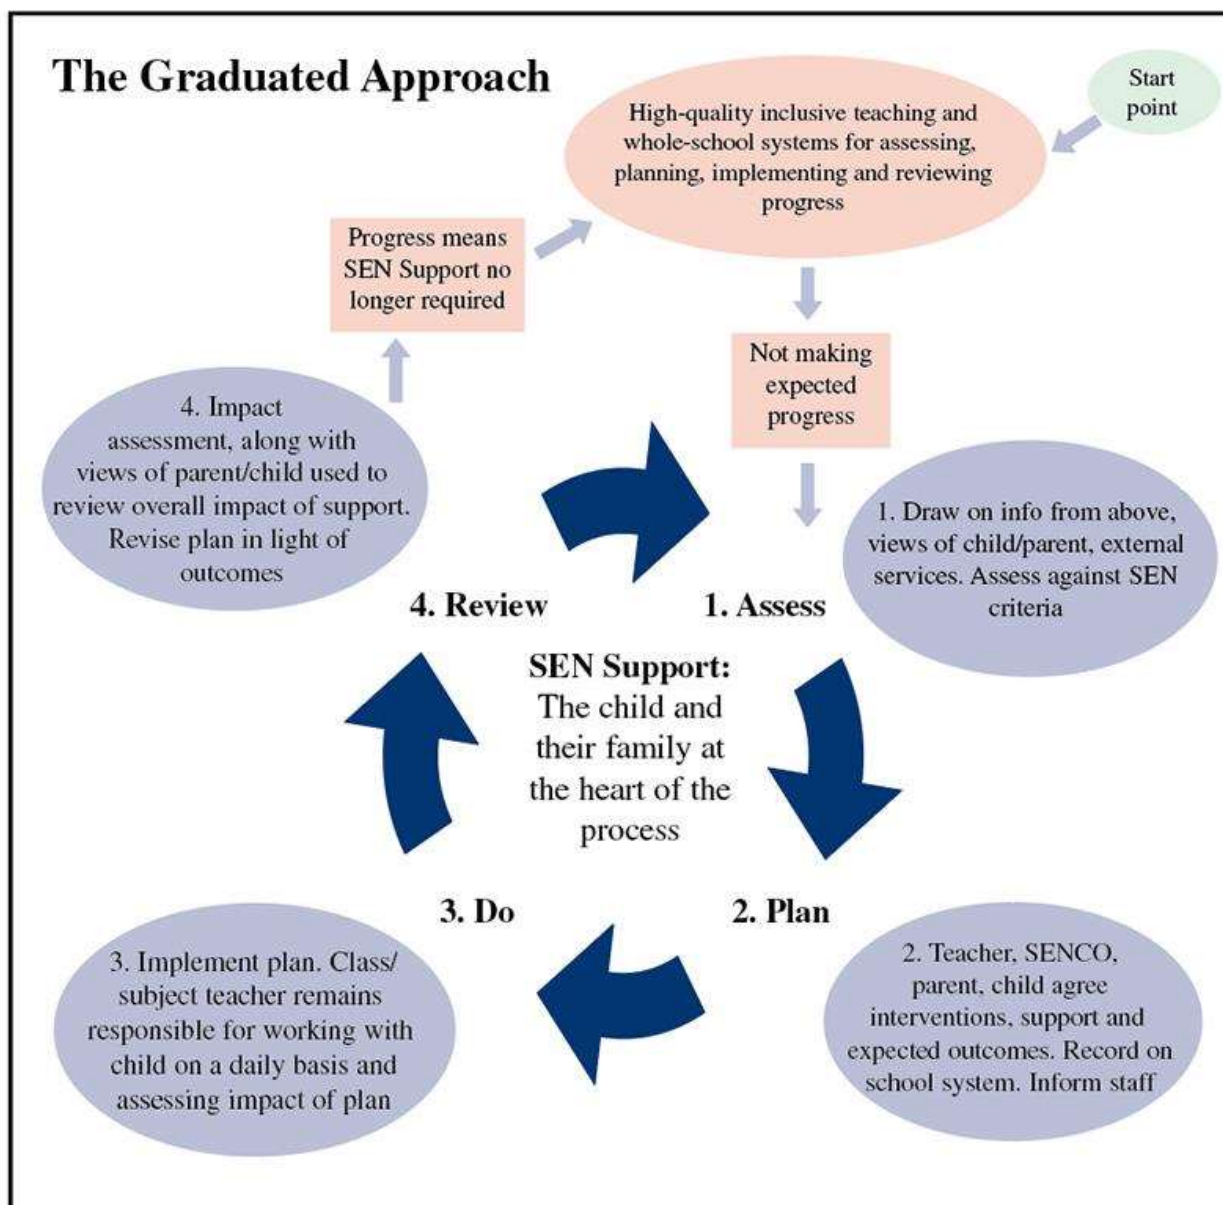 The Graduated Approach
Start
point
High-quality inclusive teaching and
whole-school systems for assessing,
planning, implementing and reviewing
progress
Progress means
SEN Support no
longer required
Not making
expected
progress
4. Impact
assessment, along with
views of parent/child used to
review overall impact of support.
Revise plan in light of
outcomes
1. Draw on info from above,
views of child/parent, external
services. Assess against SEN
criteria
4. Review
1. Assess
SEN Support:
The child and
their family at
the heart of the
process
3. Do
2. Plan
3. Implement plan. Class/
subject teacher remains
responsible for working with
child on a daily basis and
assessing impact of plan
2. Teacher, SENCO,
parent, child agree
interventions, support and
expected outcomes. Record on
school system. Inform staff